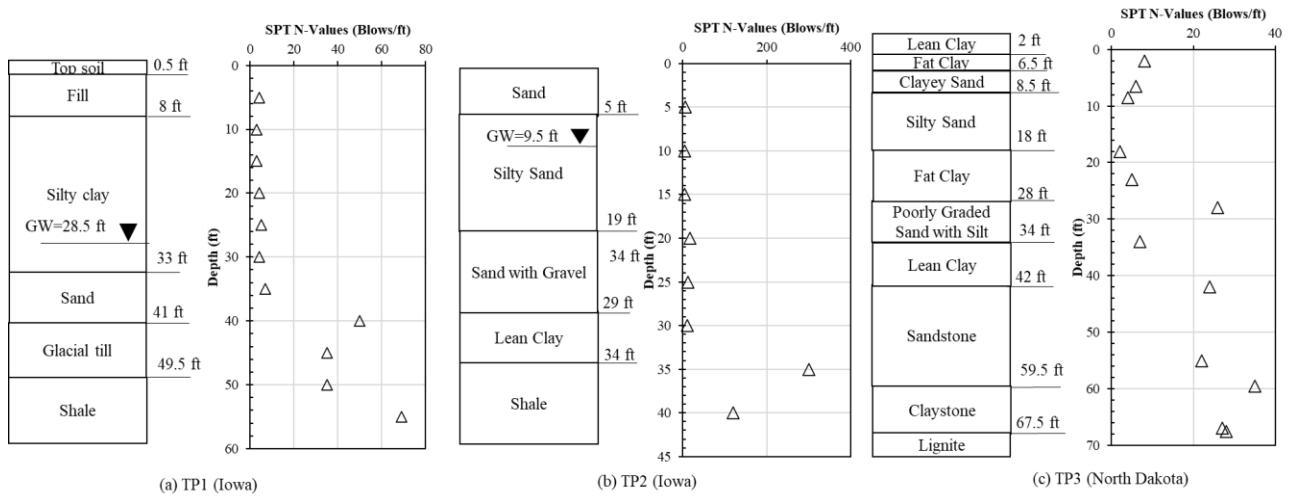 SPT N-Values (Blows/ft)
0 20 40 60 80
Top soil
0.5 ft
Fill
8 ft
Silty clay
GW=28.5 ft
33 ft
Sand
41 ft
Glacial till
49.5 ft
Shale
Depth (ft)
0
10
20
30
40
50
60
(a) TP1 (Iowa)
SPT N-Values (Blows/ft)
0 200 400
Sand
5 ft
GW=9.5 ft
Silty Sand
19 ft
34 ft
Sand with Gravel
29 ft
Lean Clay
34 ft
Shale
Depth (ft)
0
5
10
15
20
25
30
35
40
45
(b) TP2 (Iowa)
SPT N-Values (Blows/ft)
0 20 40
Lean Clay
2 ft
Fat Clay
6.5 ft
Clayey Sand
8.5 ft
Silty Sand
18 ft
Fat Clay
28 ft
Poorly Graded
Sand with Silt
34 ft
Lean Clay
42 ft
Sandstone
59.5 ft
Claystone
67.5 ft
Lignite
Depth (ft)
0
10
20
30
40
50
60
70
(c) TP3 (North Dakota)